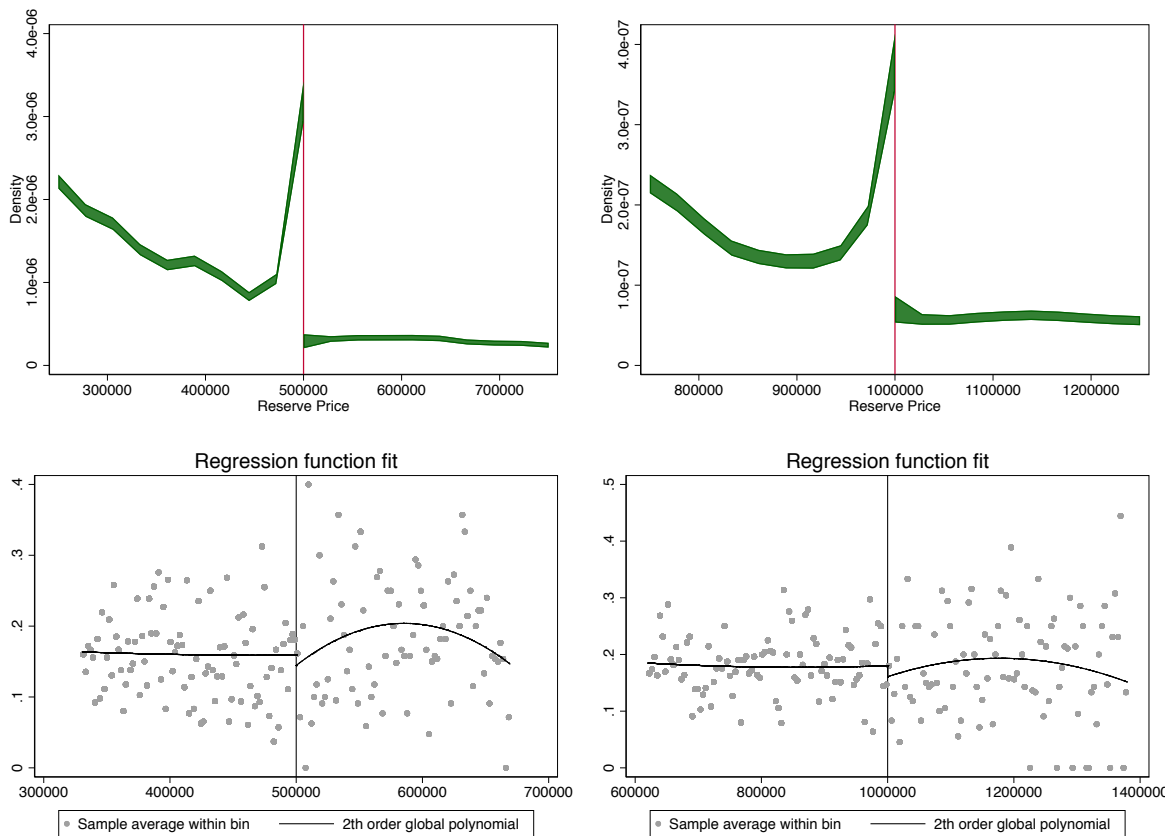 4.0e-06
3.0e-06
2.0e-06
1.0e-06
0
Density
300000 400000 500000 600000 700000
Reserve Price
4.0e-07
3.0e-07
2.0e-07
1.0e-07
0
Density
800000 900000 1000000 1100000 1200000
Reserve Price
Regression function fit
.4
.3
.2
.1
0
300000 400000 500000 600000 700000
Sample average within bin 2th order global polynomial
Regression function fit
.5
.4
.3
.2
.1
0
600000 800000 1000000 1200000 1400000
Sample average within bin 2th order global polynomial